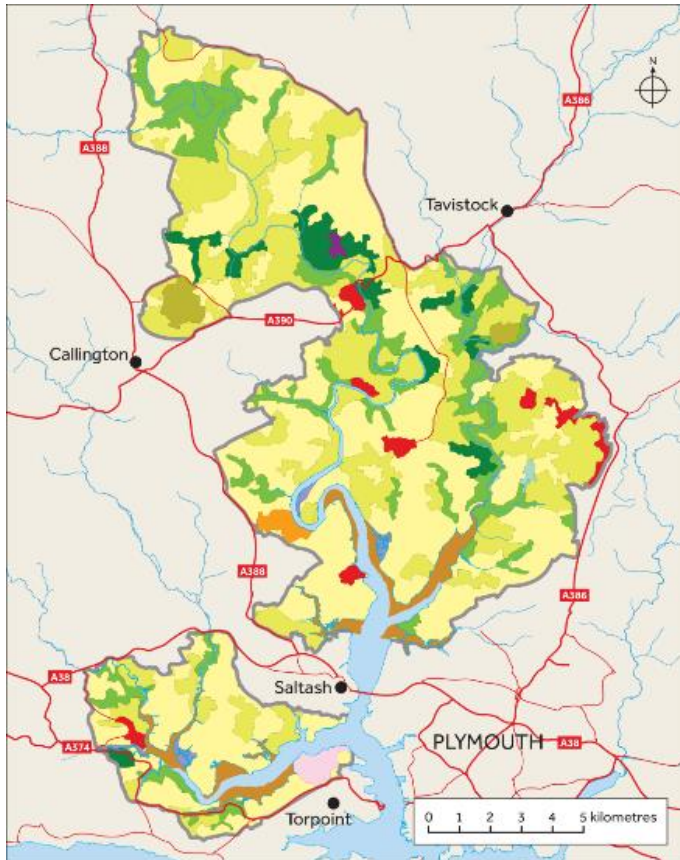 N
A386
A388
Tavistock
A390
Callington
A388
A386
A38
Saltash
A374
PLYMOUTH
A38
Torpoint
0 1 2 3 4 5 kilometres